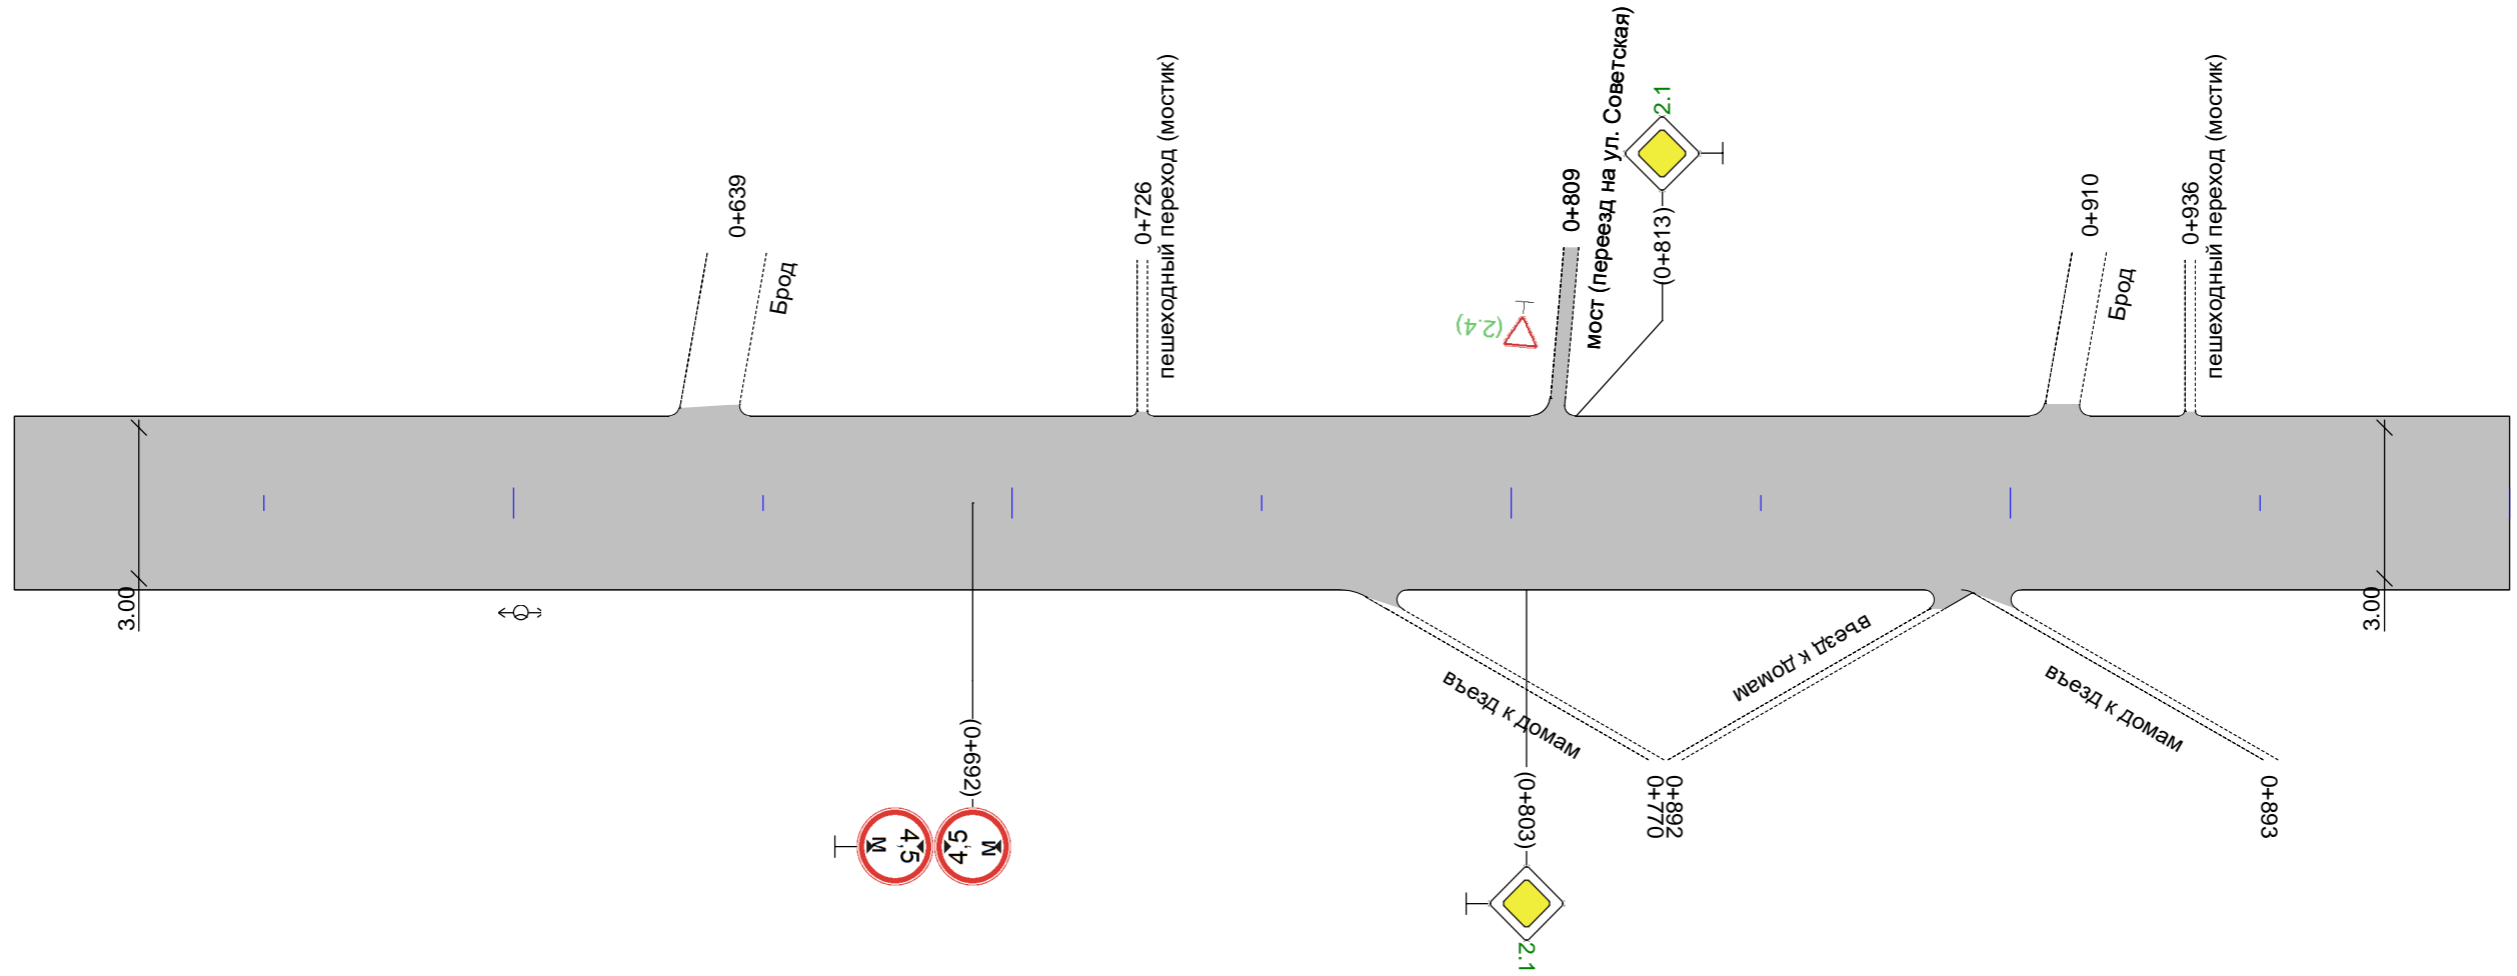 0+639
Брод
0+726
пешеходный переход (мостик)
(2.4)
0+809
мост (переезд на ул. Советская)
2.1
(0+813)
0+910
Брод
0+936
пешеходный переход (мостик)
3.00
3.00
въезд к домам
въезд к домам
въезд к домам
(0+692)
4,5
М
4,5
М
(0+803)
2.1
0+770
0+892
0+893